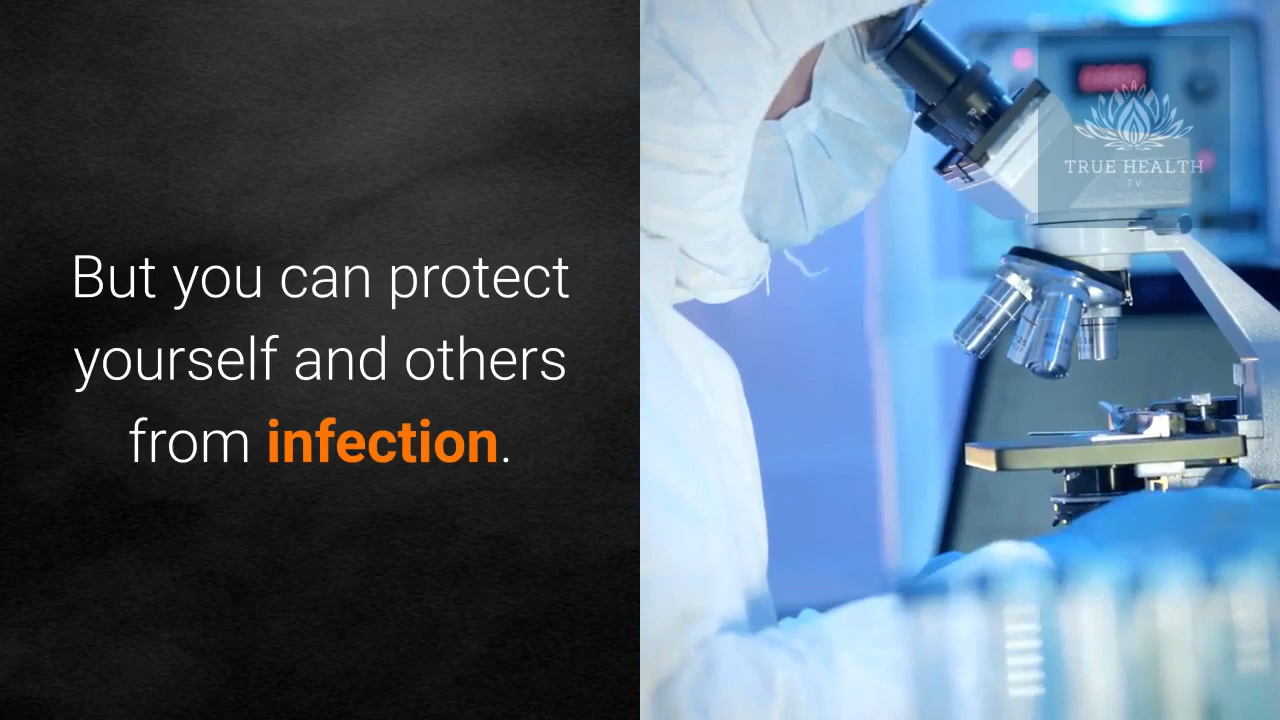 But you can protect
yourself and others
from infection.
TRUE HEALTH
TV